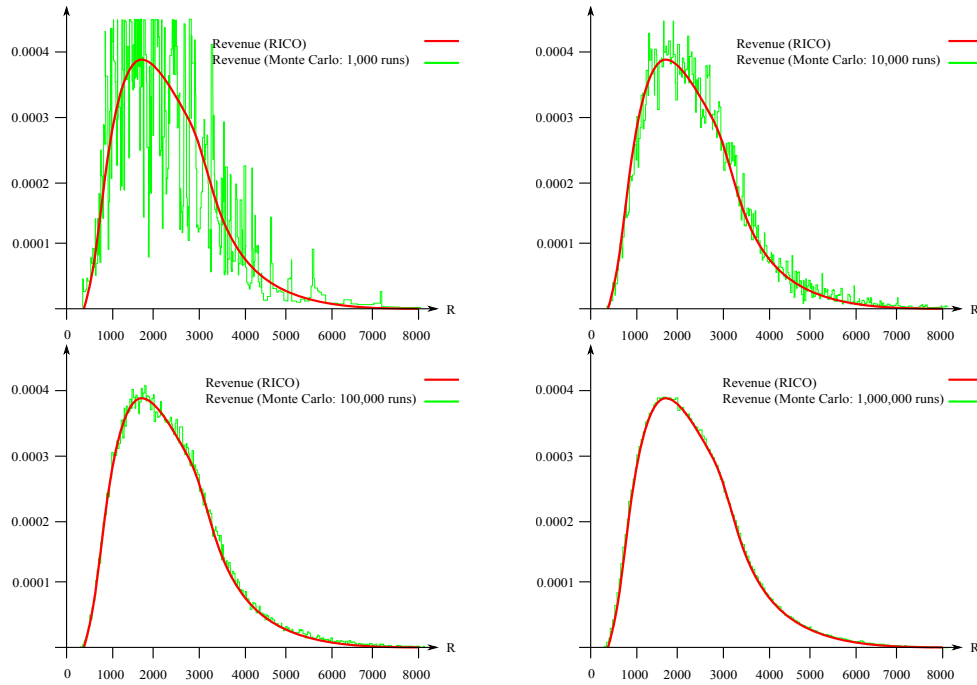 Revenue (RICO)
Revenue (Monte Carlo: 1,000 runs)
0.0004
0.0003
0.0002
0.0001
R
0 1000 2000 3000 4000 5000 6000 7000 8000
Revenue (RICO)
Revenue (Monte Carlo: 10,000 runs)
0.0004
0.0003
0.0002
0.0001
R
0 1000 2000 3000 4000 5000 6000 7000 8000
Revenue (RICO)
Revenue (Monte Carlo: 100,000 runs)
0.0004
0.0003
0.0002
0.0001
R
0 1000 2000 3000 4000 5000 6000 7000 8000
Revenue (RICO)
Revenue (Monte Carlo: 1,000,000 runs)
0.0004
0.0003
0.0002
0.0001
R
0 1000 2000 3000 4000 5000 6000 7000 8000